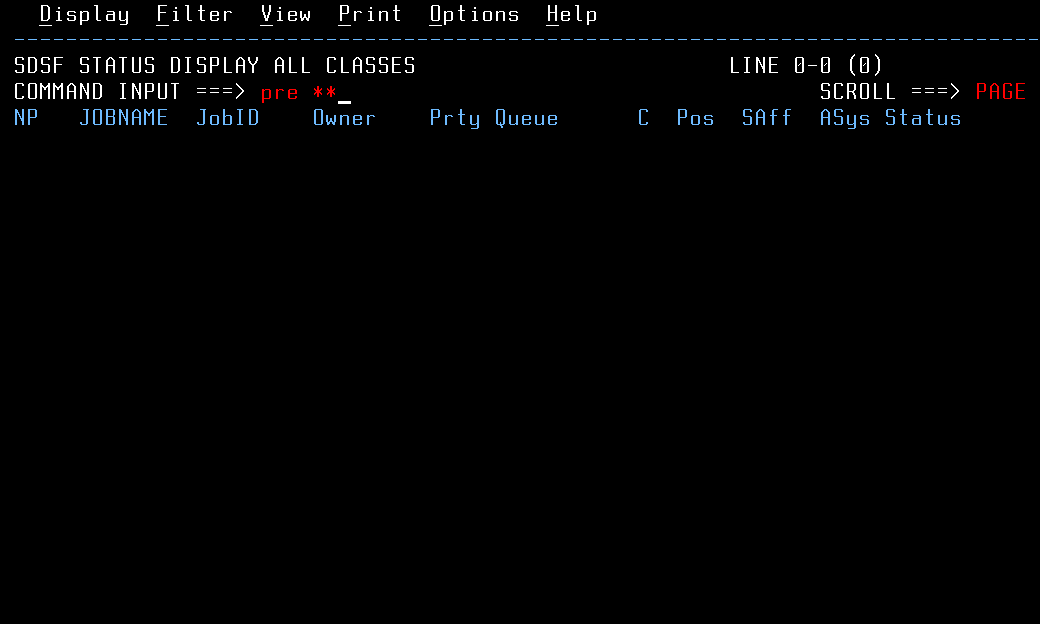 Display Filter View Print Options Help
-------------------------------------------------------------------------------
SDSF STATUS DISPLAY ALL CLASSES LINE 0-0 (0)
COMMAND INPUT ===> pre **_ SCROLL ===> PAGE
NP JOBNAME JobID Owner Prty Queue C Pos SAff ASys Status